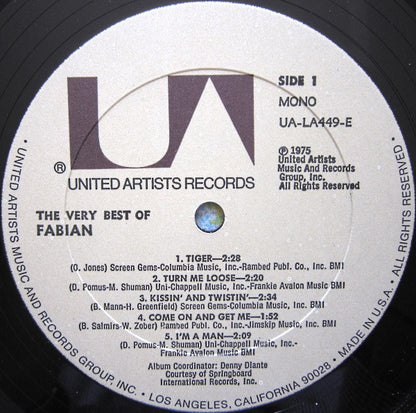 UA
SIDE 1
MONO
UA-LA449-E
℗ 1975
United Artists
Music And Records
Group, Inc.
All Rights Reserved
®
UNITED ARTISTS RECORDS
THE VERY BEST OF
FABIAN
1. TIGER—2:28
(O. Jones) Screen Gems-Columbia Music, Inc.-Rambed Publ. Co., Inc. BMI
2. TURN ME LOOSE—2:20
(D. Pomus-M. Shuman) Uni-Chappell Music, Inc.-Frankie Avalon Music BMI
3. KISSIN' AND TWISTIN'—2:34
(B. Mann-H. Greenfield) Screen Gems-Columbia Music, Inc. BMI
4. COME ON AND GET ME—1:52
(B. Salmirs-W. Zober) Rambed Publ. Co., Inc.-Jimskip Music, Inc. BMI
5. I'M A MAN—2:09
(D. Pomus-M. Shuman) Uni-Chappell Music, Inc.-
Frankie Avalon Music BMI
Album Coordinator: Denny Diante
Courtesy of Springboard
International Records, Inc.
• UNITED ARTISTS MUSIC AND RECORDS GROUP, INC. • LOS ANGELES, CALIFORNIA 90028 • MADE IN U.S.A. •